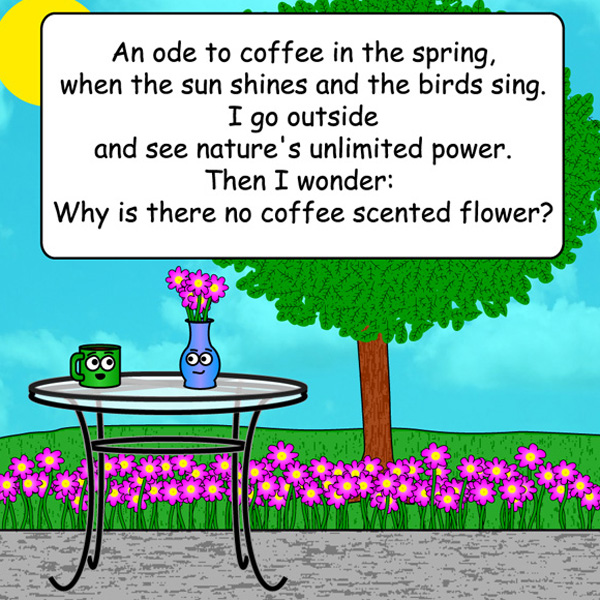 An ode to coffee in the spring,
when the sun shines and the birds sing.
I go outside
and see nature's unlimited power.
Then I wonder:
Why is there no coffee scented flower?